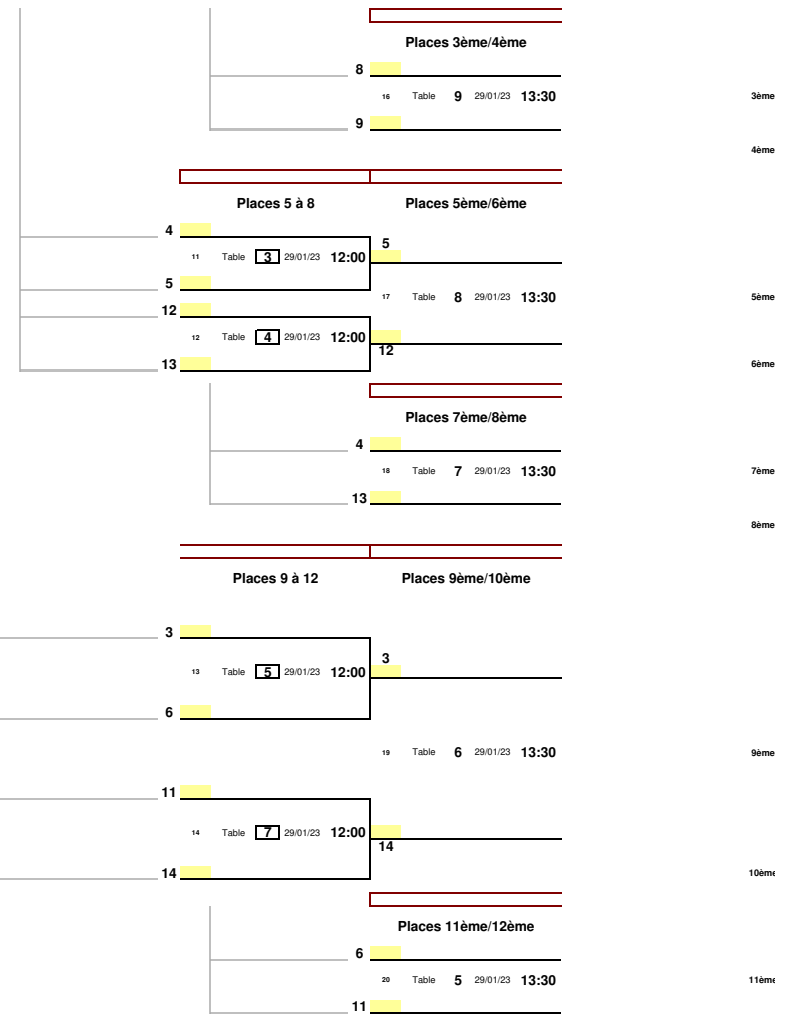 Places 3ème/4ème
8
16 Table 9 29/01/23 13:30 3ème
9
4ème
Places 5 à 8 Places 5ème/6ème
4
5
11 Table 3 29/01/23 12:00
5
17 Table 8 29/01/23 13:30 5ème
12
12 Table 4 29/01/23 12:00
12
13 6ème
Places 7ème/8ème
4
18 Table 7 29/01/23 13:30 7ème
13
8ème
Places 9 à 12 Places 9ème/10ème
3
3
13 Table 5 29/01/23 12:00
6
19 Table 6 29/01/23 13:30 9ème
11
14 Table 7 29/01/23 12:00
14
14 10ème
Places 11ème/12ème
6
20 Table 5 29/01/23 13:30 11ème
11